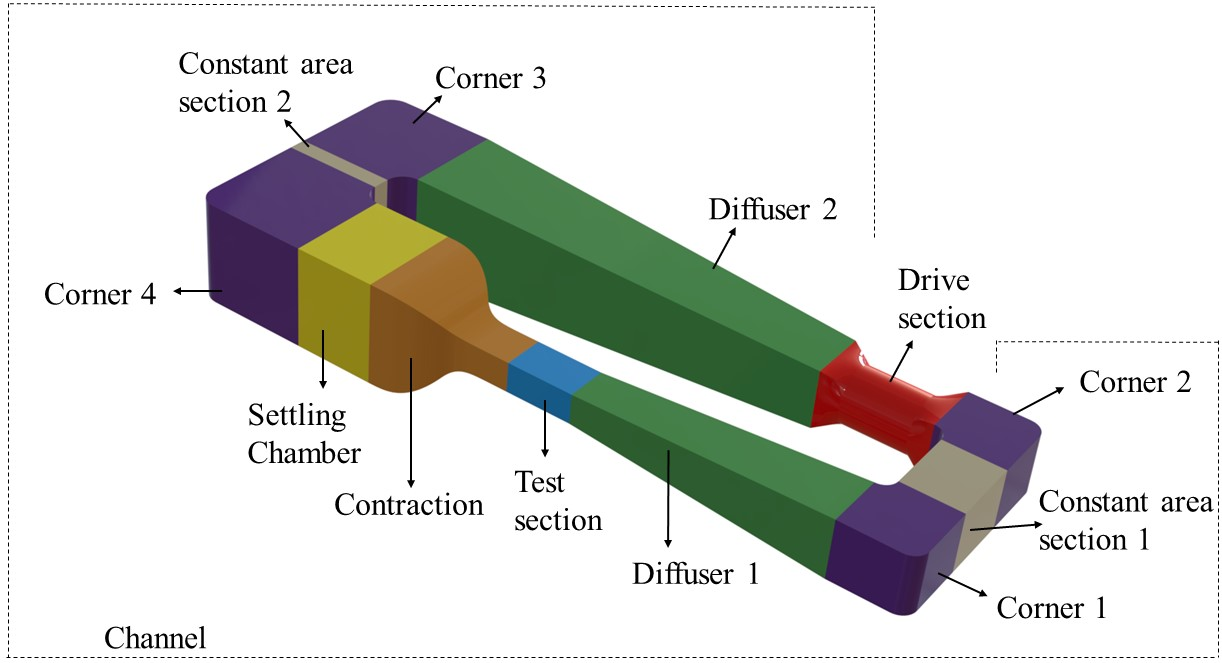 Constant area
section 2
Corner 3
Diffuser 2
Drive
section
Corner 4
Corner 2
Settling
Chamber
Contraction
Test
section
Constant area
section 1
Diffuser 1
Corner 1
Channel